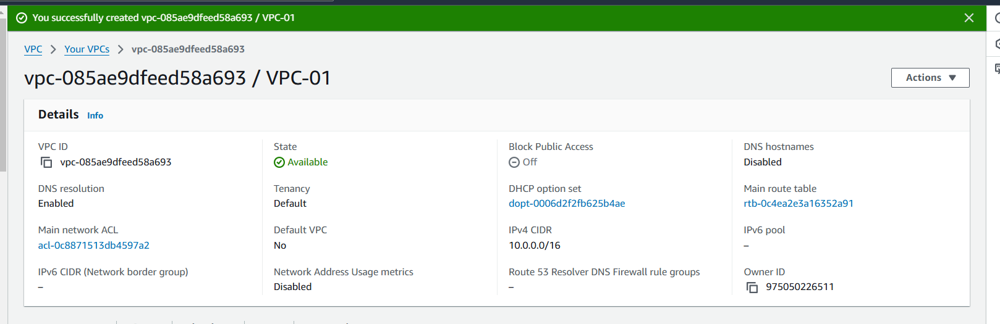 You successfully created vpc-085ae9dfeed58a693 / VPC-01
VPC > Your VPCs > vpc-085ae9dfeed58a693
vpc-085ae9dfeed58a693 / VPC-01
Actions
Details Info
VPC ID
vpc-085ae9dfeed58a693
State
Available
Block Public Access
Off
DNS hostnames
Disabled
DNS resolution
Enabled
Tenancy
Default
DHCP option set
dopt-0006d2f2fb625b4ae
Main route table
rtb-0c4ea2e3a16352a91
Main network ACL
acl-0c8871513db4597a2
Default VPC
No
IPv4 CIDR
10.0.0.0/16
IPv6 pool
–
IPv6 CIDR (Network border group)
–
Network Address Usage metrics
Disabled
Route 53 Resolver DNS Firewall rule groups
–
Owner ID
975050226511